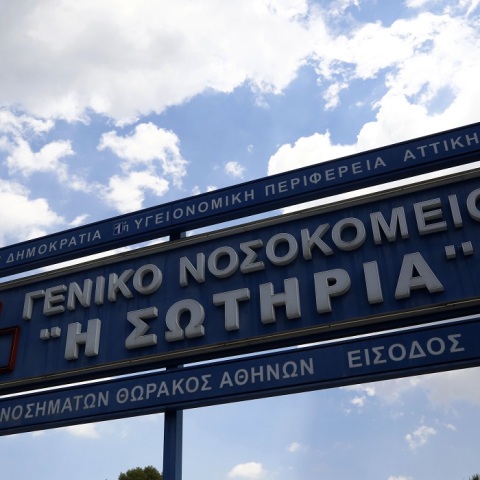 ΔΗΜΟΚΡΑΤΙΑ 1η ΥΓΕΙΟΝΟΜΙΚΗ ΠΕΡΙΦΕΡΕΙΑ ΑΤΤΙΚΗ
ΓΕΝΙΚΟ ΝΟΣΟΚΟΜΕΙΟ
"Η ΣΩΤΗΡΙΑ"
ΝΟΣΗΜΑΤΩΝ ΘΩΡΑΚΟΣ ΑΘΗΝΩΝ ΕΙΣΟΔΟΣ